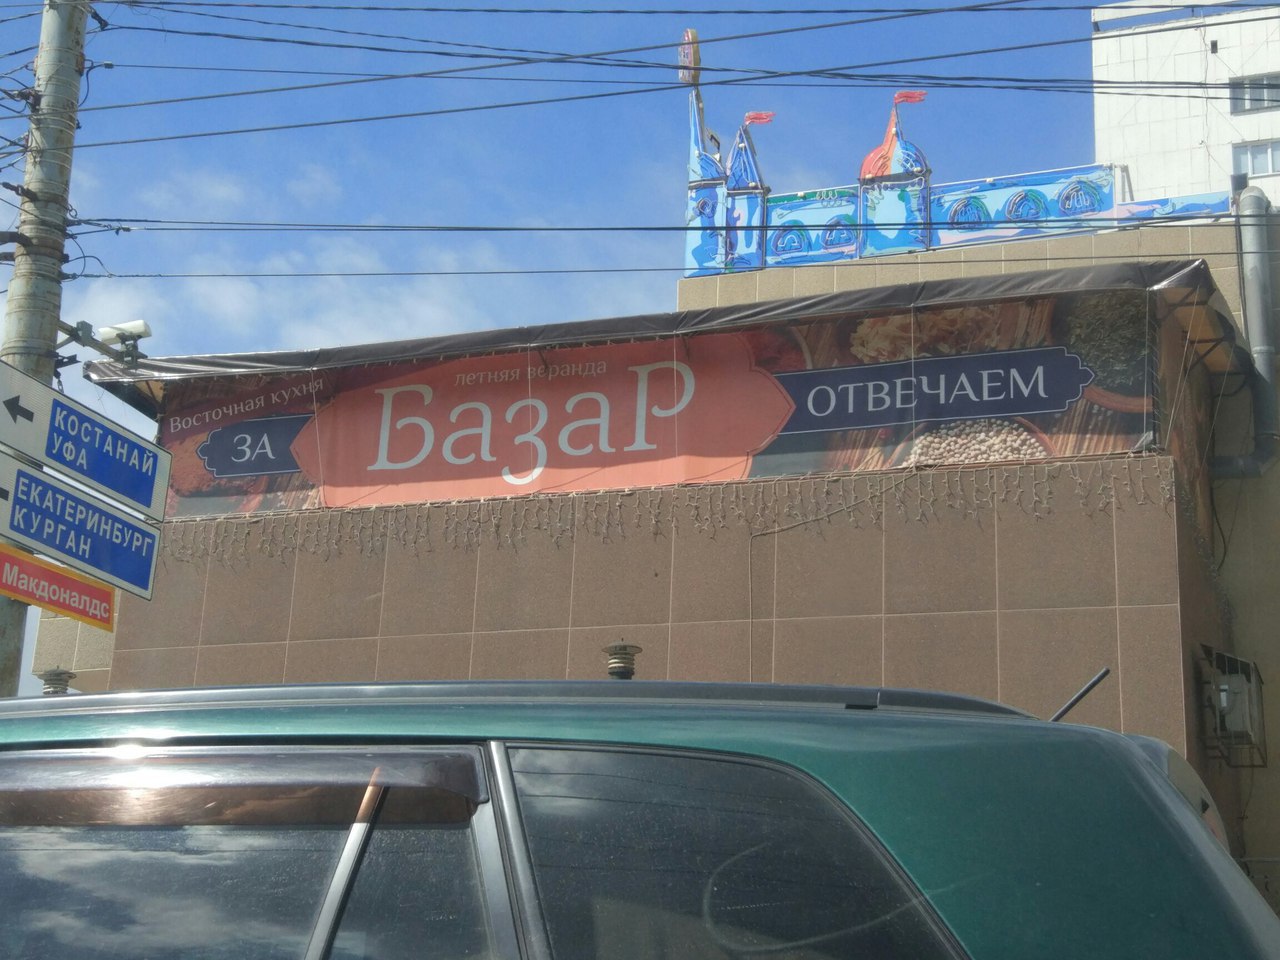 летняя веранда
Восточная кухня
ЗА БазаР ОТВЕЧАЕМ
КОСТАНАЙ
УФА
ЕКАТЕРИНБУРГ
КУРГАН
Макдоналдс